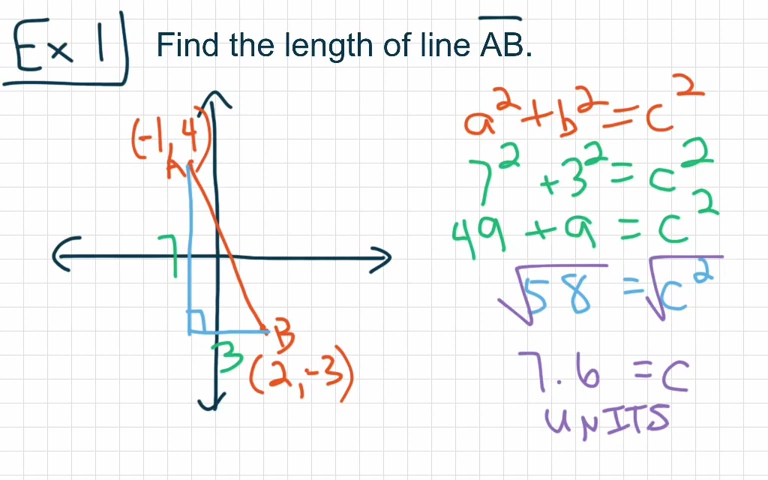 Ex 1 Find the length of line AB.
(-1, 4)
A
7
3
B
(2, -3)
a² + b² = c²
7² + 3² = c²
49 + 9 = c²
√58 = √c²
7.6 = c
UNITS